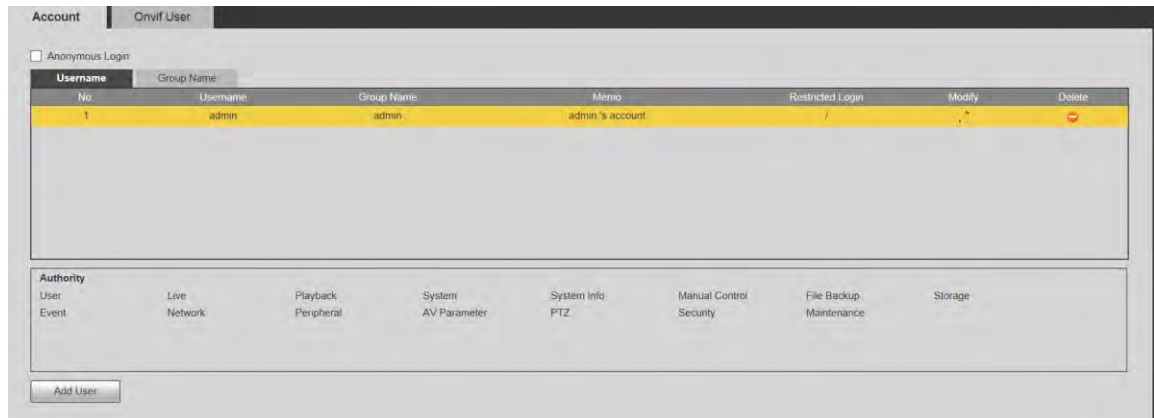 Account Onvif User
Anonymous Login
Username Group Name
No. Username Group Name Memo Restricted Login Modify Delete
1 admin admin admin 's account /
Authority
User Live Playback System System Info Manual Control File Backup Storage
Event Network Peripheral AV Parameter PTZ Security Maintenance
Add User